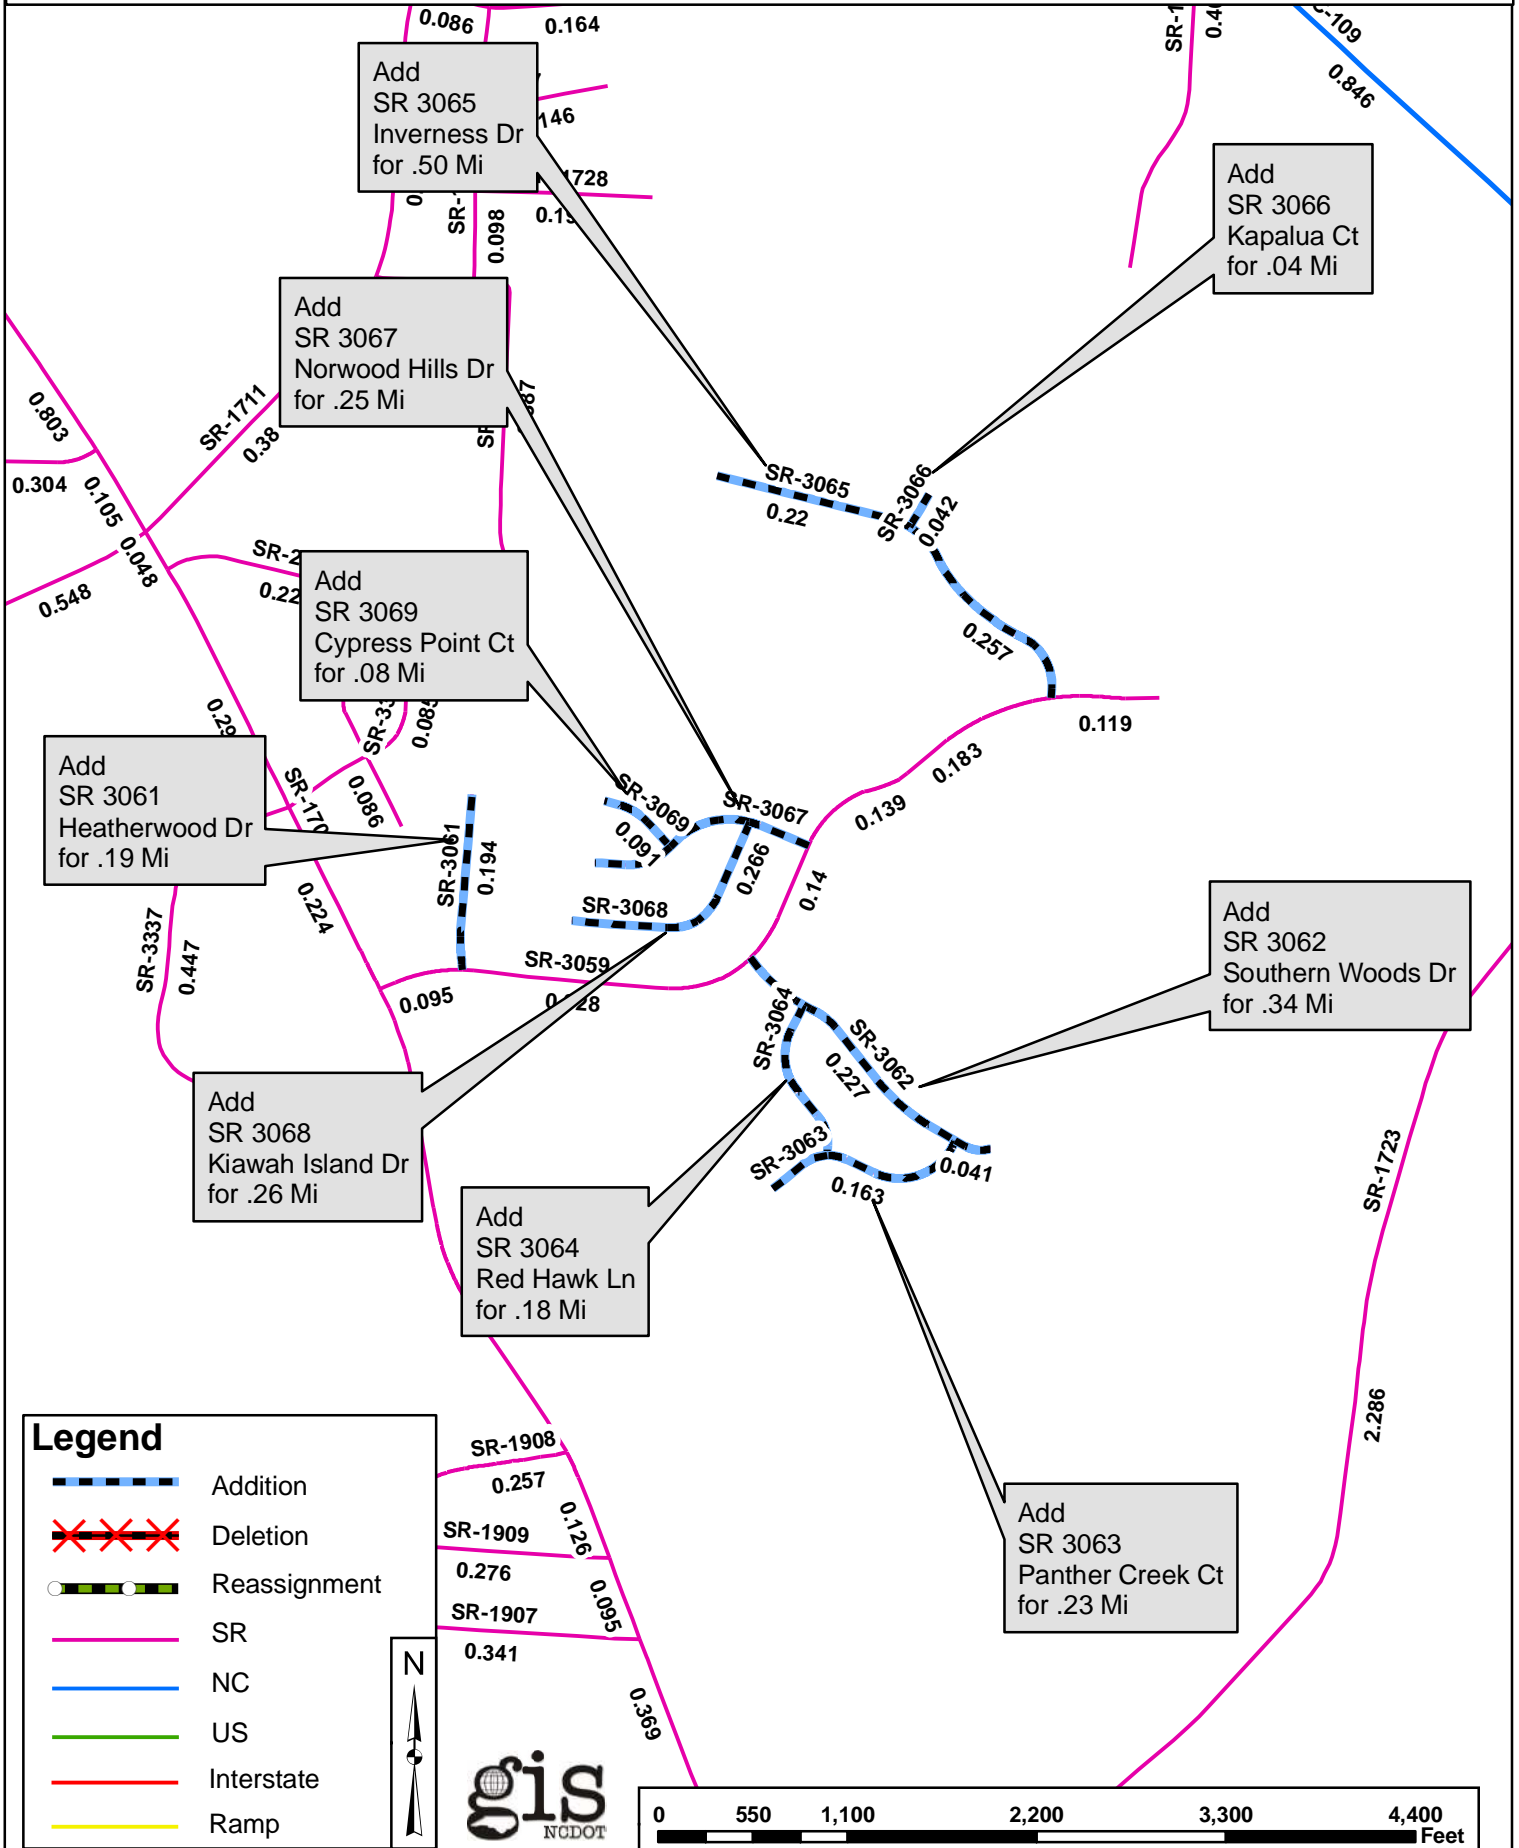 0.086
0.164
0.846
Add
SR 3065
Inverness Dr
for .50 Mi
0.098
Add
SR 3066
Kapalua Ct
for .04 Mi
Add
SR 3067
Norwood Hills Dr
for .25 Mi
0.803
SR-1711
0.38
0.304
0.105
0.048
0.548
SR-3065
0.22
SR-3066
0.042
0.257
Add
SR 3069
Cypress Point Ct
for .08 Mi
0.119
0.183
0.139
0.14
Add
SR 3061
Heatherwood Dr
for .19 Mi
0.086
SR-3061
0.194
SR-3069
0.091
SR-3067
0.266
SR-3068
0.224
SR-3337
0.447
SR-3059
0.095
Add
SR 3062
Southern Woods Dr
for .34 Mi
SR-3064
SR-3062
0.227
SR-3063
0.163
0.041
Add
SR 3068
Kiawah Island Dr
for .26 Mi
Add
SR 3064
Red Hawk Ln
for .18 Mi
SR-1723
2.286
Add
SR 3063
Panther Creek Ct
for .23 Mi
SR-1908
0.257
0.126
SR-1909
0.276
0.095
SR-1907
0.341
0.369
Legend
Addition
Deletion
Reassignment
SR
NC
US
Interstate
Ramp
N
gis
NCDOT
0 550 1,100 2,200 3,300 4,400
Feet